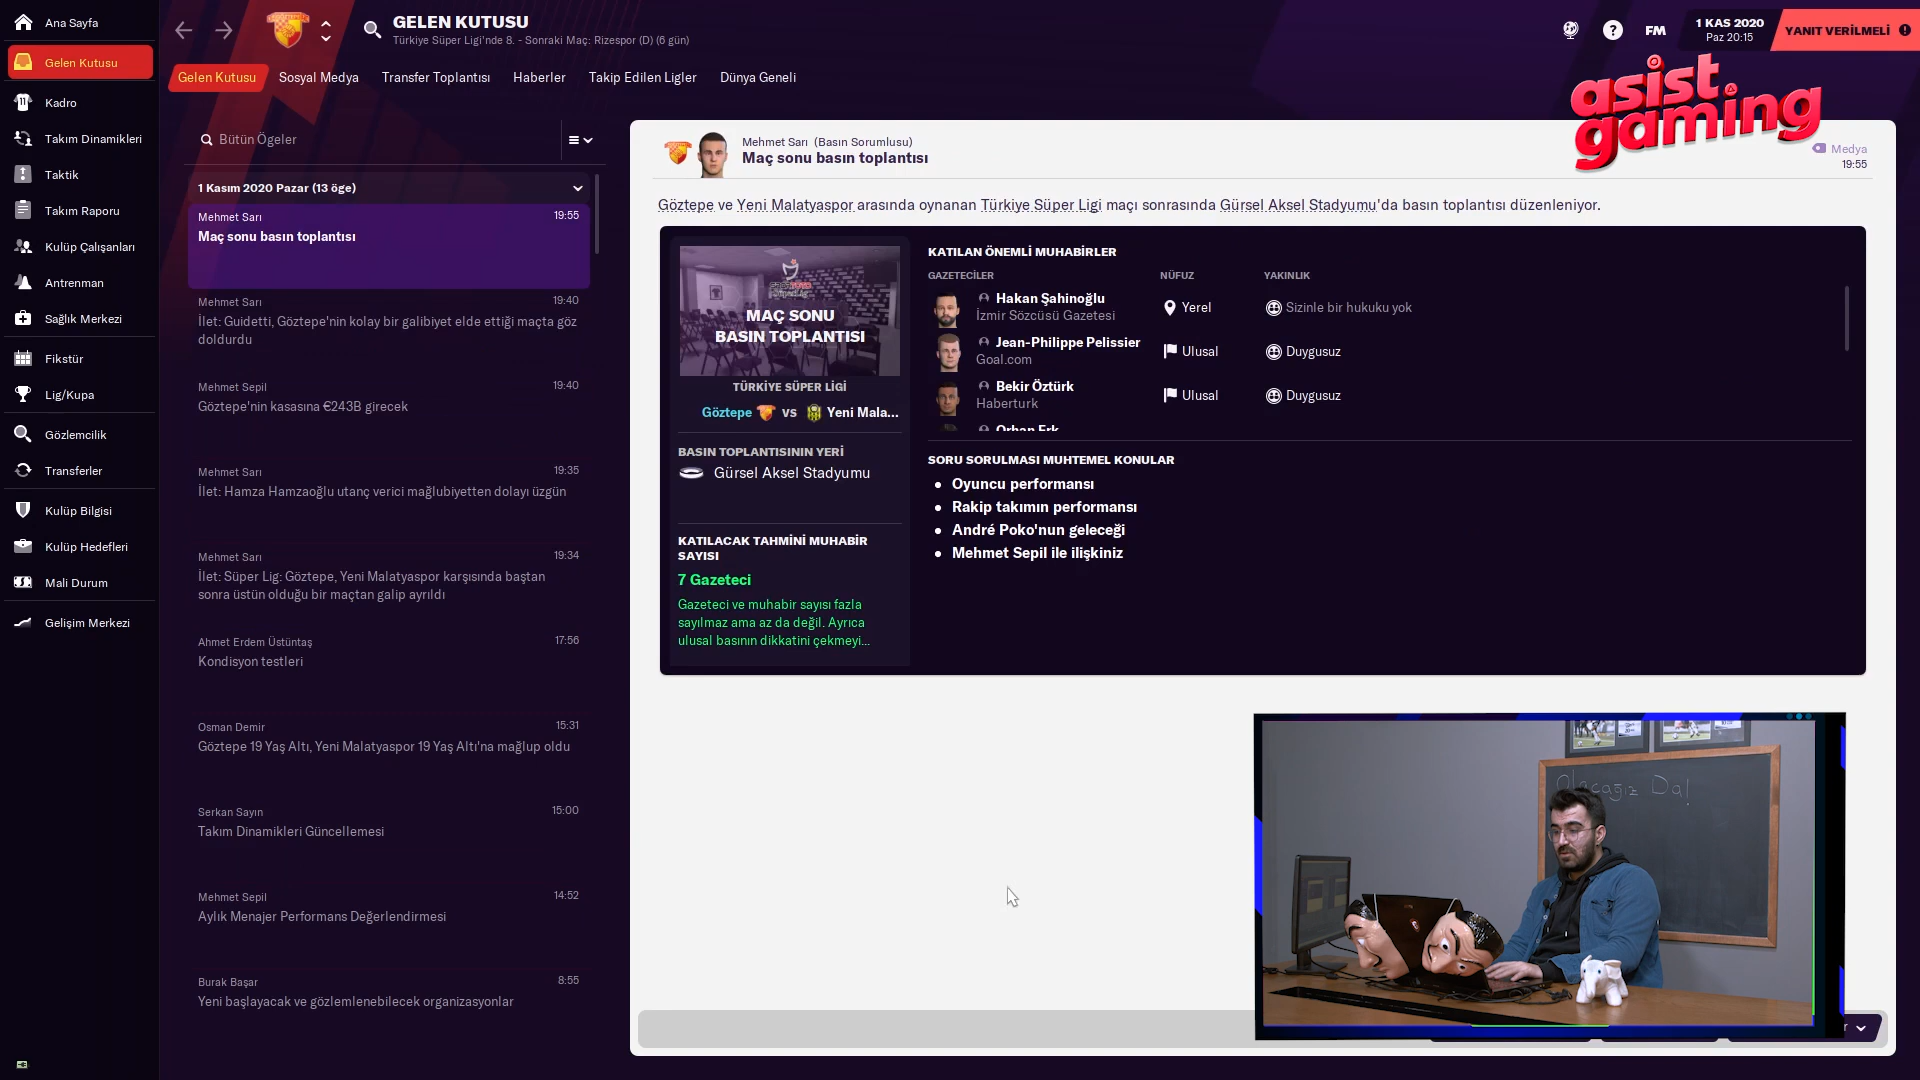 Ana Sayfa
Gelen Kutusu
Kadro
Takım Dinamikleri
Taktik
Takım Raporu
Kulüp Çalışanları
Antrenman
Sağlık Merkezi
Fikstür
Lig/Kupa
Gözlemcilik
Transferler
Kulüp Bilgisi
Kulüp Hedefleri
Mali Durum
Gelişim Merkezi
GELEN KUTUSU
Türkiye Süper Ligi'nde 8. - Sonraki Maç: Rizespor (D) (6 gün)
FM
1 KAS 2020
Paz 20:15
YANIT VERİLMELİ
Gelen Kutusu Sosyal Medya Transfer Toplantısı Haberler Takip Edilen Ligler Dünya Geneli
asist
gaming
Bütün Ögeler
1 Kasım 2020 Pazar (13 öge)
Mehmet Sarı 19:55
Maç sonu basın toplantısı
Mehmet Sarı 19:40
İlet: Guidetti, Göztepe'nin kolay bir galibiyet elde ettiği maçta göz
doldurdu
Mehmet Sepil 19:40
Göztepe'nin kasasına €243B girecek
Mehmet Sarı 19:35
İlet: Hamza Hamzaoğlu utanç verici mağlubiyetten dolayı üzgün
Mehmet Sarı 19:34
İlet: Süper Lig: Göztepe, Yeni Malatyaspor karşısında baştan
sonra üstün olduğu bir maçtan galip ayrıldı
Ahmet Erdem Üstüntaş 17:56
Kondisyon testleri
Osman Demir 15:31
Göztepe 19 Yaş Altı, Yeni Malatyaspor 19 Yaş Altı'na mağlup oldu
Serkan Sayın 15:00
Takım Dinamikleri Güncellemesi
Mehmet Sepil 14:52
Aylık Menajer Performans Değerlendirmesi
Burak Başar 8:55
Yeni başlayacak ve gözlemlenebilecek organizasyonlar
Mehmet Sarı (Basın Sorumlusu)
Maç sonu basın toplantısı
Medya
19:55
Göztepe ve Yeni Malatyaspor arasında oynanan Türkiye Süper Ligi maçı sonrasında Gürsel Aksel Stadyumu'da basın toplantısı düzenleniyor.
MAÇ SONU
BASIN TOPLANTISI
TÜRKİYE SÜPER LİGİ
Göztepe vs Yeni Mala...
BASIN TOPLANTISININ YERİ
Gürsel Aksel Stadyumu
KATILACAK TAHMİNİ MUHABİR
SAYISI
7 Gazeteci
Gazeteci ve muhabir sayısı fazla
sayılmaz ama az da değil. Ayrıca
ulusal basının dikkatini çekmeyi...
KATILAN ÖNEMLİ MUHABİRLER
GAZETECİLER NÜFUZ YAKINLIK
Hakan Şahinoğlu
İzmir Sözcüsü Gazetesi
Yerel Sizinle bir hukuku yok
Jean-Philippe Pelissier
Goal.com
Ulusal Duygusuz
Bekir Öztürk
Haberturk
Ulusal Duygusuz
Orhan Erk
SORU SORULMASI MUHTEMEL KONULAR
Oyuncu performansı
Rakip takımın performansı
André Poko'nun geleceği
Mehmet Sepil ile ilişkiniz
Olacağız Da!